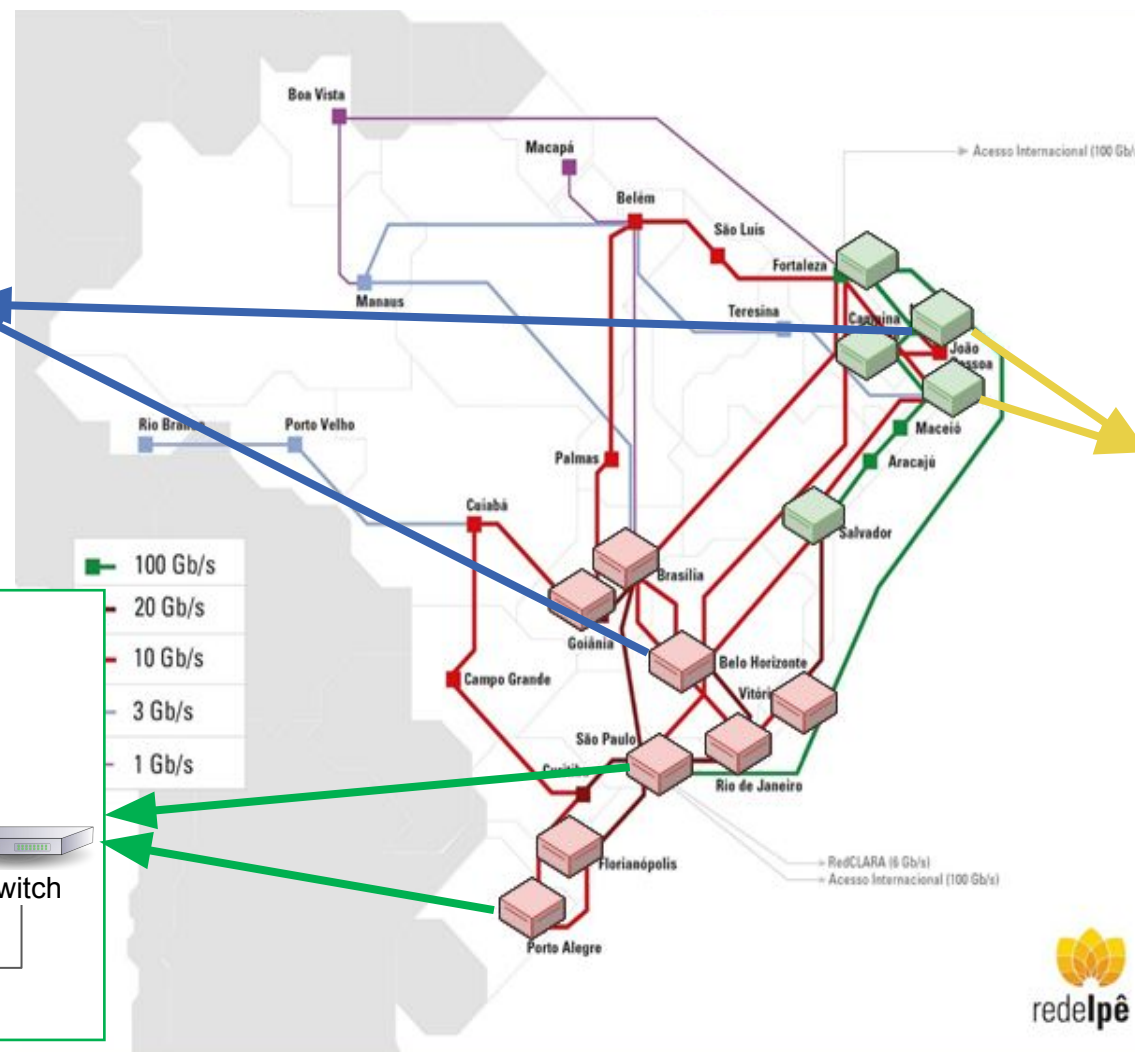 Boa Vista
Macapá
Acesso Internacional (100 Gb/
Belém
São Luís
Fortaleza
Manaus
Teresina
João
Rio Branco
Porto Velho
Maceió
Palmas
Aracajú
Cuiabá
Salvador
100 Gb/s
Brasília
20 Gb/s
Goiânia
10 Gb/s
Belo Horizonte
Campo Grande
Vitóri
3 Gb/s
São Paulo
1 Gb/s
Rio de Janeiro
Florianópolis
RedCLARA (6 Gb/s)
Acesso Internacional (100 Gb/s)
witch
Porto Alegre
redeIpê